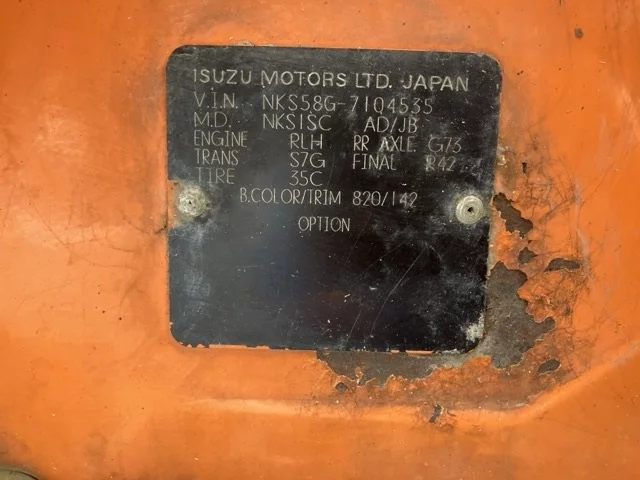 ISUZU MOTORS LTD. JAPAN
V.I.N. NKS58G-7104535
M.D. NKS1SC AD/JB
ENGINE RLH RR AXLE G73
TRANS S7G FINAL R42
TIRE 35C
B.COLOR/TRIM 820/142
OPTION